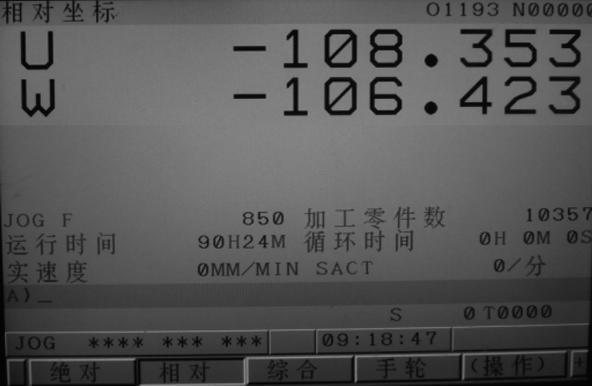 相对坐标 O1193 N0000
U -108.353
W -106.423
JOG F 850 加工零件数 10357
运行时间 90H24M 循环时间 0H 0M 0S
实速度 0MM/MIN SACT 0/分
A)_
S 0 T0000
JOG **** *** *** 09:18:47
绝对 相对 综合 手轮 (操作) +